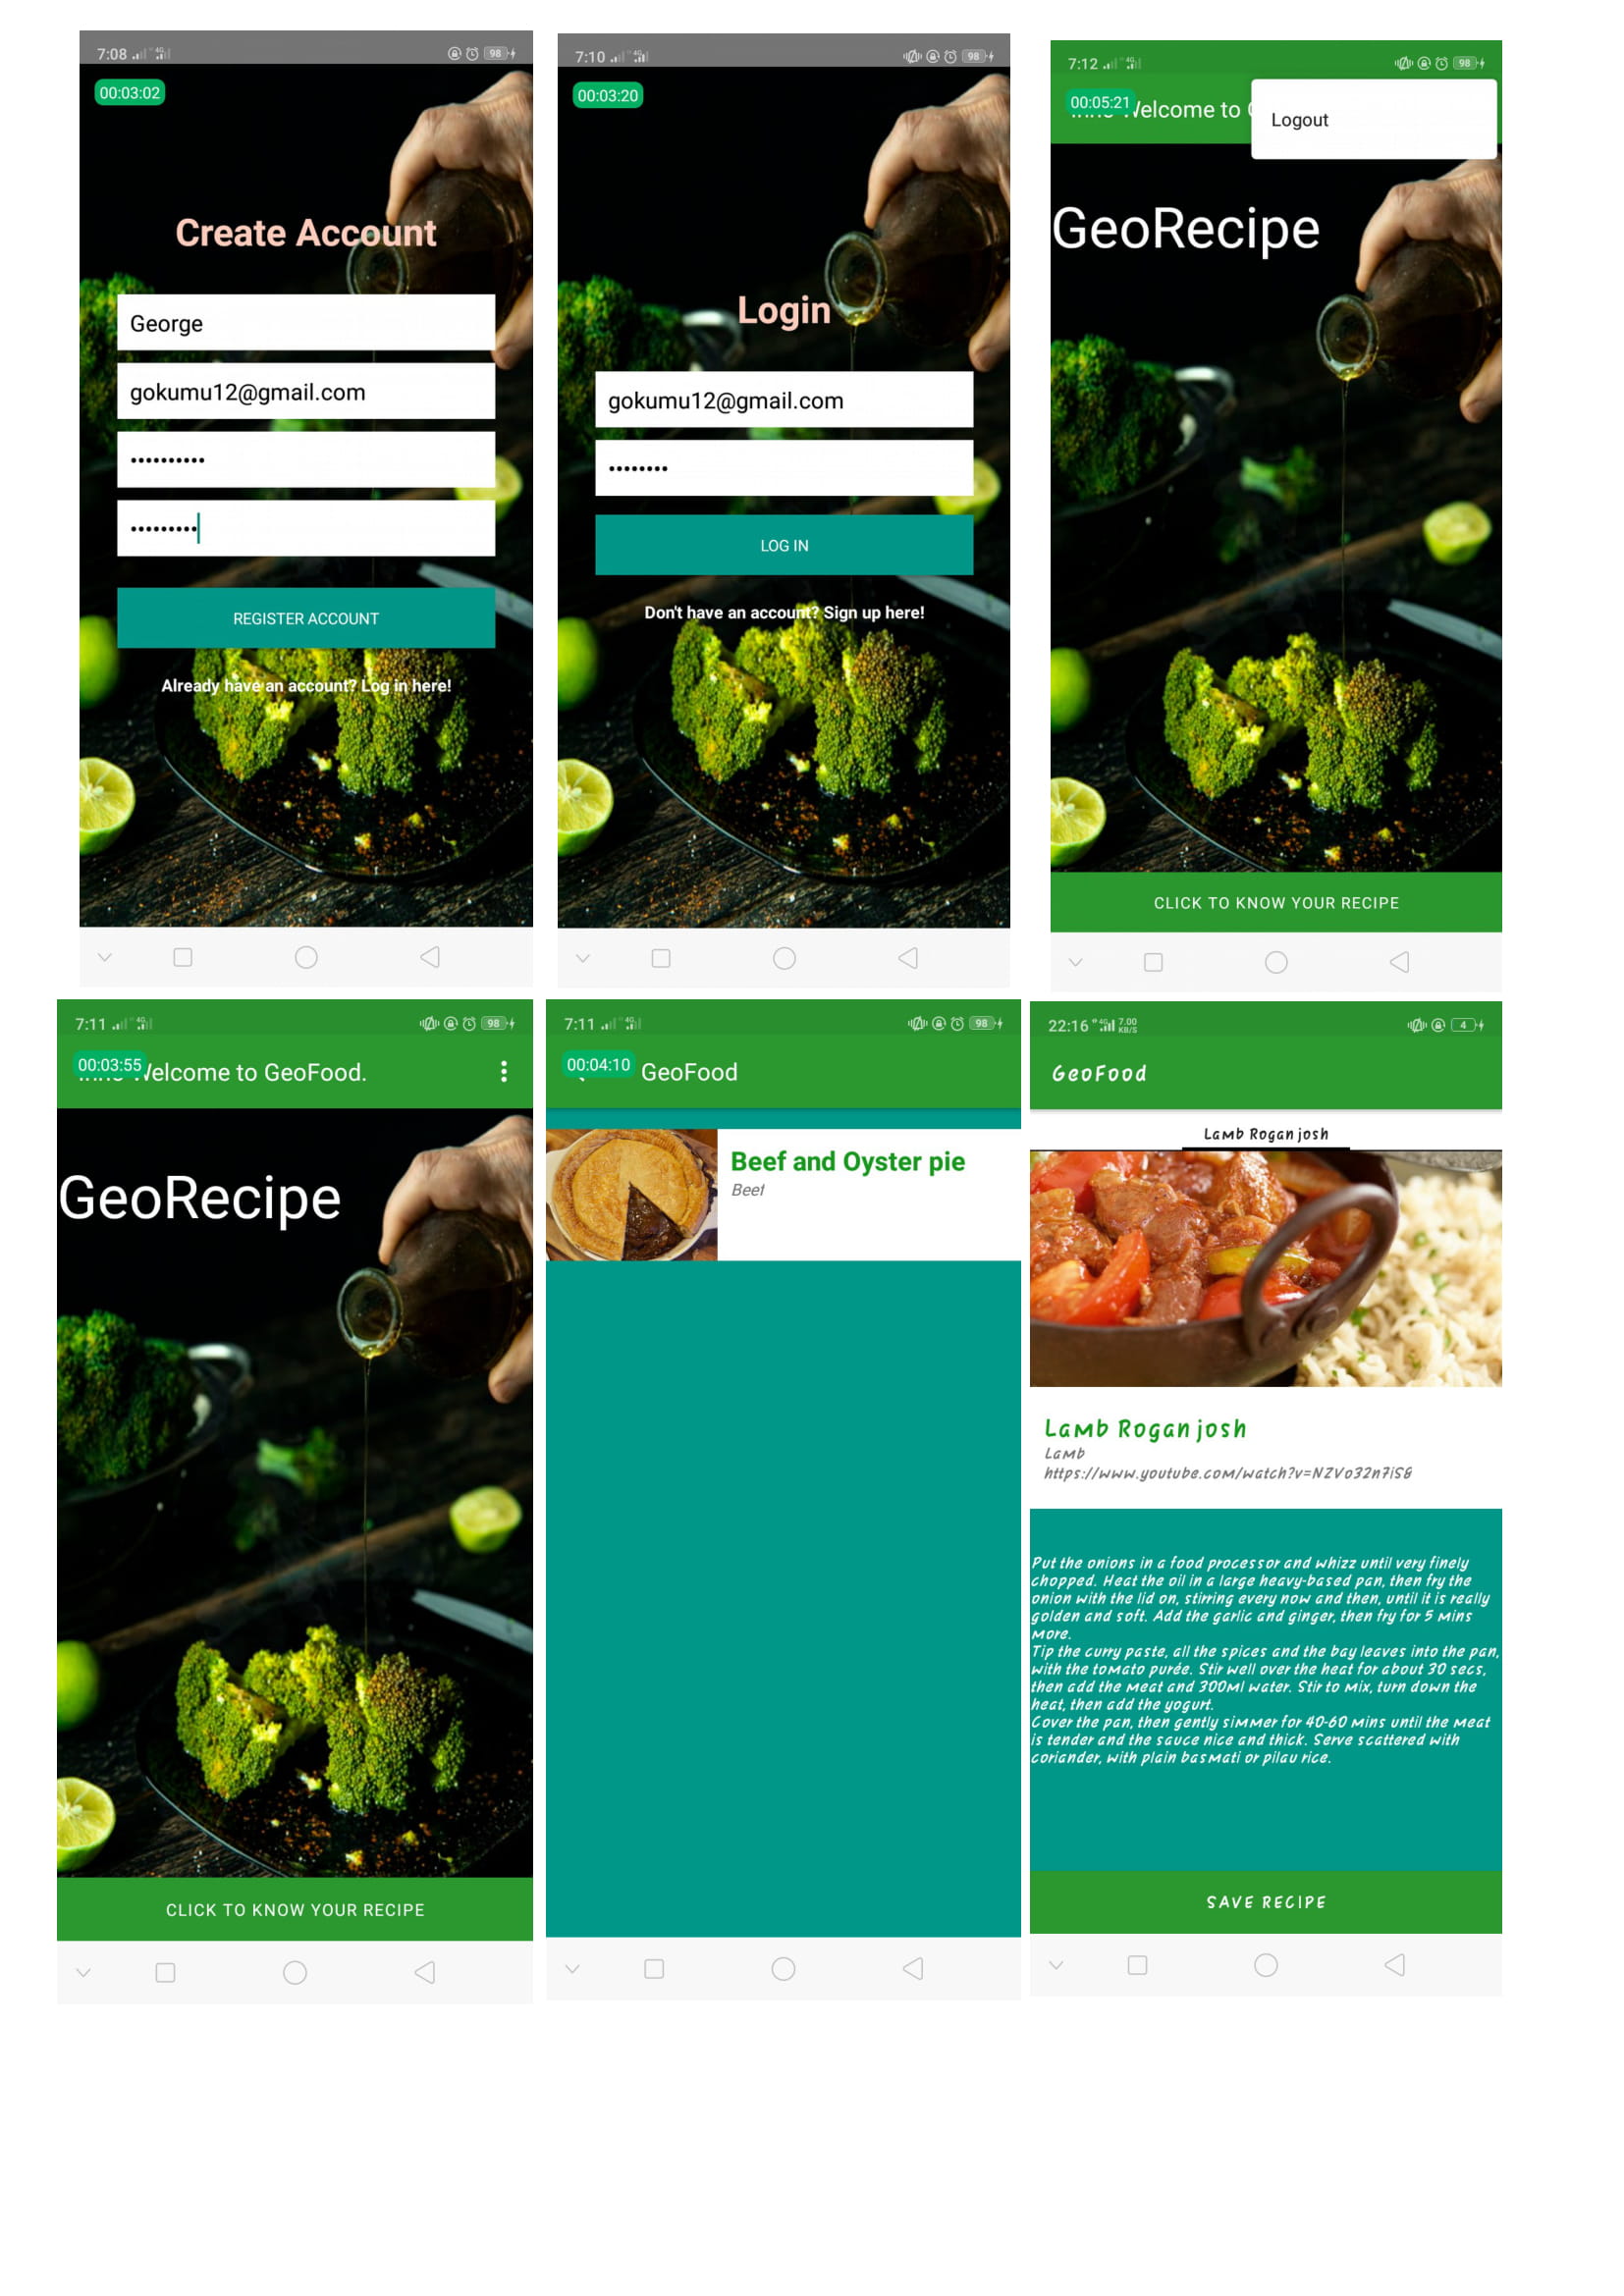 7:08
98
00:03:02
Create Account
George
gokumu12@gmail.com
REGISTER ACCOUNT
Already have an account? Log in here!
7:10
4G
98
00:03:20
Login
gokumu12@gmail.com
LOG IN
Don't have an account? Sign up here!
7:12
4G
98
00:05:21
Welcome to
Logout
GeoRecipe
CLICK TO KNOW YOUR RECIPE
7:11
4G
98
00:03:55
Welcome to GeoFood.
GeoRecipe
CLICK TO KNOW YOUR RECIPE
7:11
4G
98
00:04:10
GeoFood
Beef and Oyster pie
Beef
22:16
4G
7.00
KB/S
4
GeoFood
Lamb Rogan josh
Lamb Rogan josh
Lamb
https://www.youtube.com/watch?v=NZVo32n7iS8
Put the onions in a food processor and whizz until very finely
chopped. Heat the oil in a large heavy-based pan, then fry the
onion with the lid on, stirring every now and then, until it is really
golden and soft. Add the garlic and ginger, then fry for 5 mins
more.
Tip the curry paste, all the spices and the bay leaves into the pan,
with the tomato purée. Stir well over the heat for about 30 secs,
then add the meat and 300ml water. Stir to mix, turn down the
heat, then add the yogurt.
Cover the pan, then gently simmer for 40-60 mins until the meat
is tender and the sauce nice and thick. Serve scattered with
coriander, with plain basmati or pilau rice.
SAVE RECIPE